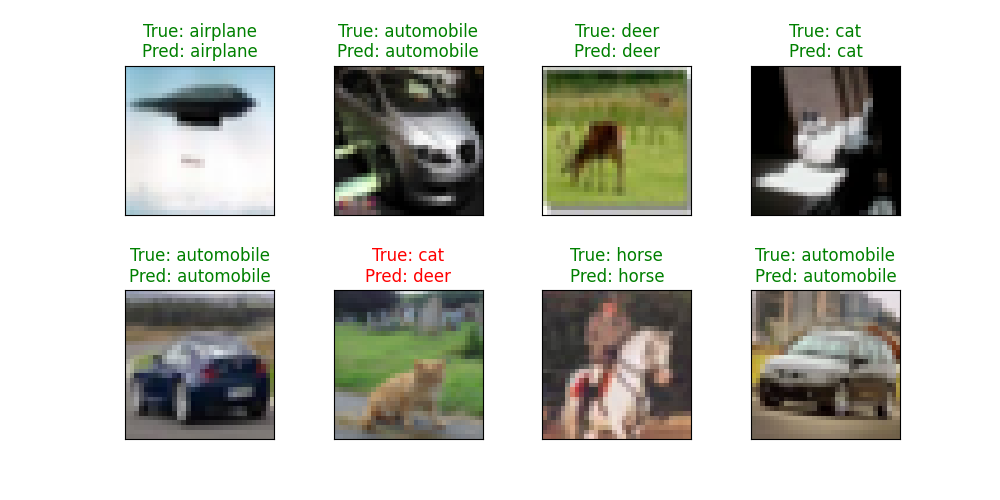 True: airplane
Pred: airplane
True: automobile
Pred: automobile
True: deer
Pred: deer
True: cat
Pred: cat
True: automobile
Pred: automobile
True: cat
Pred: deer
True: horse
Pred: horse
True: automobile
Pred: automobile